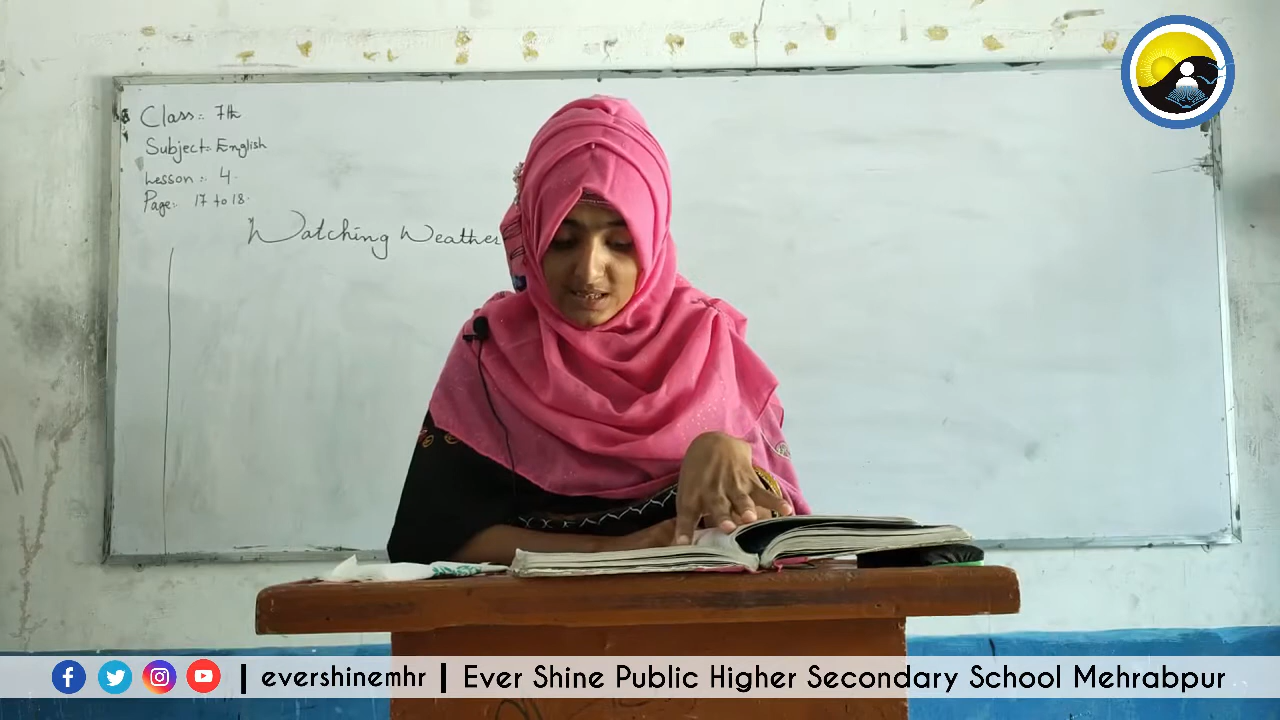 Class:- 7th
Subject:- English
Lesson :- 4.
Page:- 17 to 18.
Watching Weather
| evershinemhr | Ever Shine Public Higher Secondary School Mehrabpur